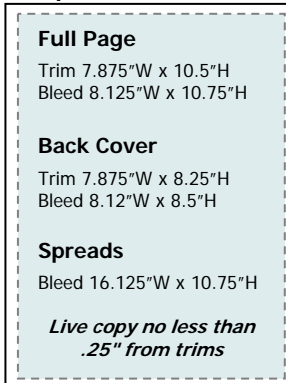 Full Page
Trim 7.875"W x 10.5"H
Bleed 8.125"W x 10.75"H
Back Cover
Trim 7.875"W x 8.25"H
Bleed 8.12"W x 8.5"H
Spreads
Bleed 16.125"W x 10.75"H
Live copy no less than
.25" from trims